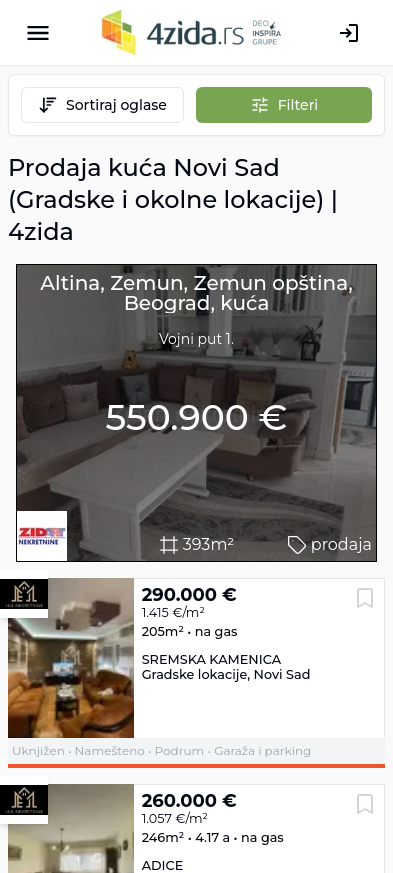 4zida.rs
DEO
INSPIRA
GRUPE
Sortiraj oglase
Filteri
Prodaja kuća Novi Sad
(Gradske i okolne lokacije) |
4zida
Altina, Zemun, Zemun opština,
Beograd, kuća
Vojni put 1.
550.900 €
NEKRETNINE
393m²
prodaja
290.000 €
1.415 €/m²
205m² • na gas
SREMSKA KAMENICA
Gradske lokacije, Novi Sad
Uknjižen • Namešteno • Podrum • Garaža i parking
260.000 €
1.057 €/m²
246m² • 4.17 a • na gas
ADICE